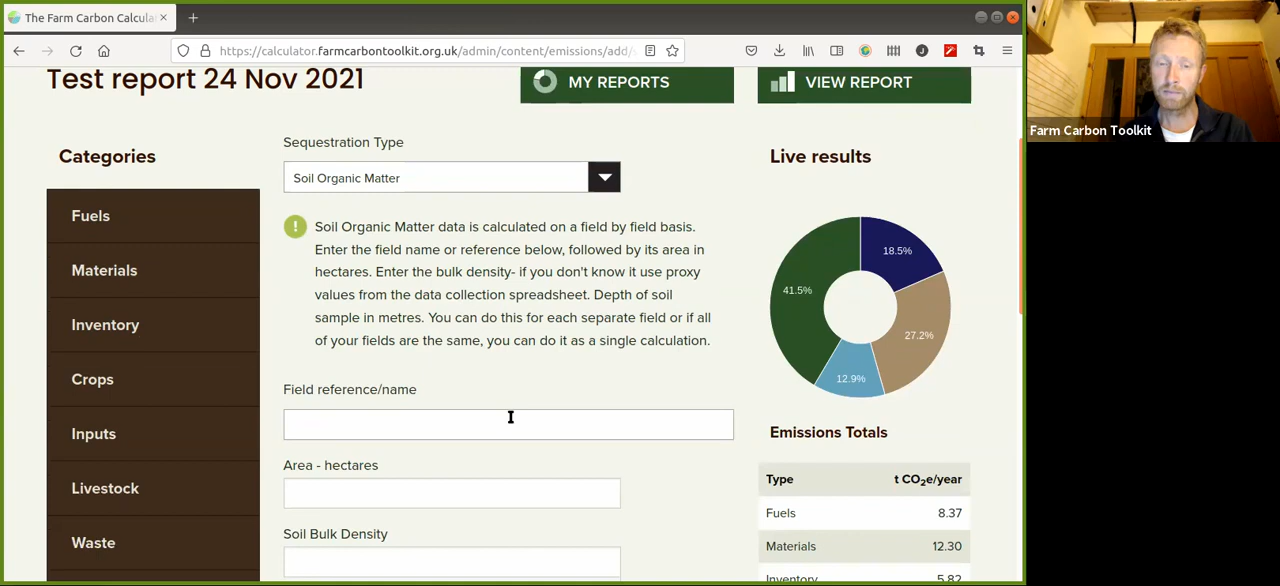 The Farm Carbon Calcula
https://calculator.farmcarbontoolkit.org.uk/admin/content/emissions/add/
Test report 24 Nov 2021
MY REPORTS
VIEW REPORT
Farm Carbon Toolkit
Categories
Fuels
Materials
Inventory
Crops
Inputs
Livestock
Waste
Sequestration Type
Soil Organic Matter
! Soil Organic Matter data is calculated on a field by field basis.
Enter the field name or reference below, followed by its area in
hectares. Enter the bulk density- if you don't know it use proxy
values from the data collection spreadsheet. Depth of soil
sample in metres. You can do this for each separate field or if all
of your fields are the same, you can do it as a single calculation.
Field reference/name
Area - hectares
Soil Bulk Density
Live results
18.5%
41.5%
27.2%
12.9%
Emissions Totals
Type t CO₂e/year
Fuels 8.37
Materials 12.30
Inventory 5.82